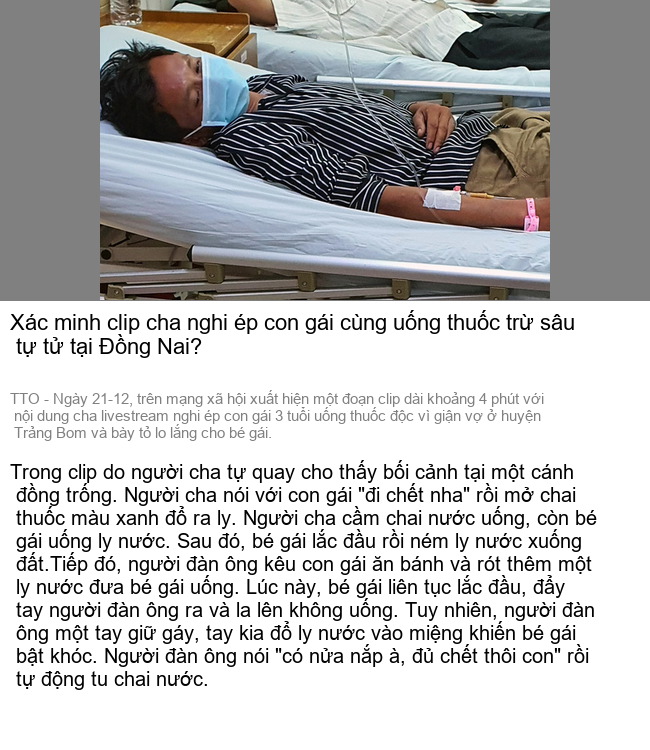 Xác minh clip cha nghi ép con gái cùng uống thuốc trừ sâu
tự tử tại Đồng Nai?
TTO - Ngày 21-12, trên mạng xã hội xuất hiện một đoạn clip dài khoảng 4 phút với
nội dung cha livestream nghi ép con gái 3 tuổi uống thuốc độc vì giận vợ ở huyện
Trảng Bom và bày tỏ lo lắng cho bé gái.
Trong clip do người cha tự quay cho thấy bối cảnh tại một cánh
đồng trống. Người cha nói với con gái "đi chết nha" rồi mở chai
thuốc màu xanh đổ ra ly. Người cha cầm chai nước uống, còn bé
gái uống ly nước. Sau đó, bé gái lắc đầu rồi ném ly nước xuống
đất.Tiếp đó, người đàn ông kêu con gái ăn bánh và rót thêm một
ly nước đưa bé gái uống. Lúc này, bé gái liên tục lắc đầu, đẩy
tay người đàn ông ra và la lên không uống. Tuy nhiên, người đàn
ông một tay giữ gáy, tay kia đổ ly nước vào miệng khiến bé gái
bật khóc. Người đàn ông nói "có nửa nắp à, đủ chết thôi con" rồi
tự động tu chai nước.